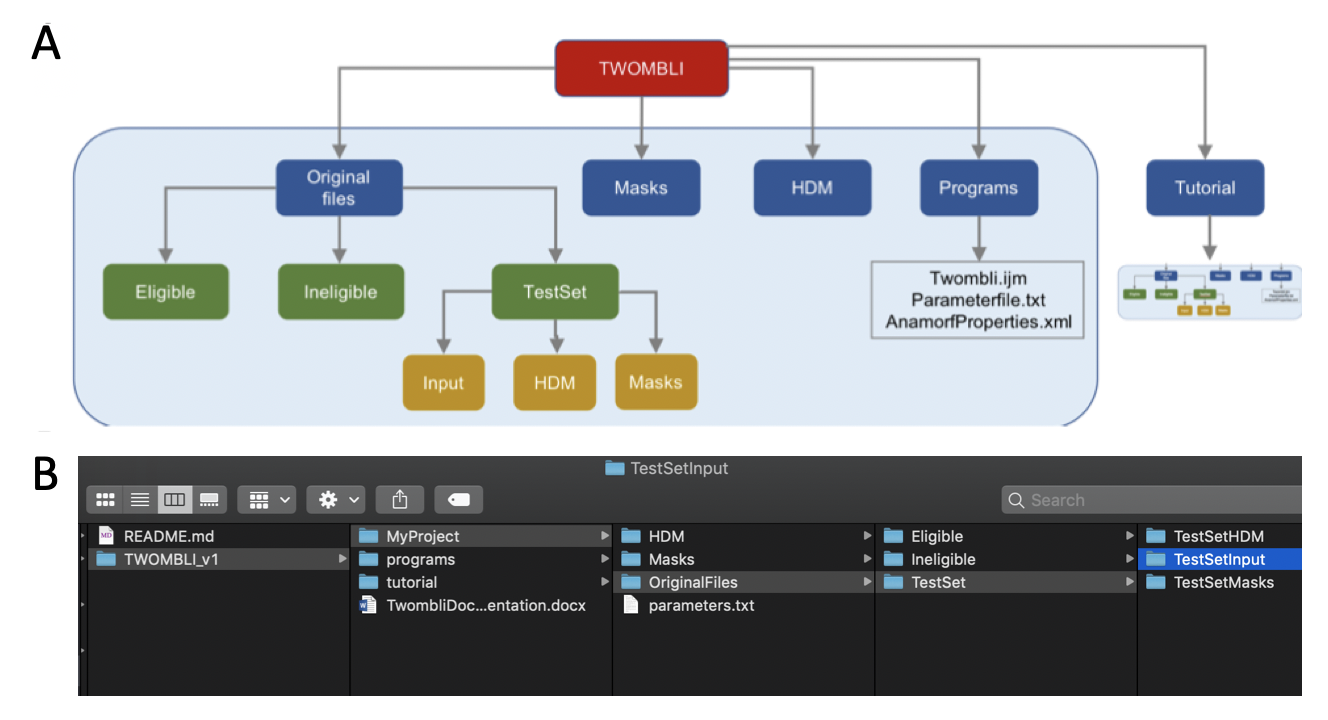 A
TWOMBLI
Original
files
Masks
HDM
Programs
Tutorial
Eligible
Ineligible
TestSet
Twombli.ijm
Parameterfile.txt
AnamorfProperties.xml
Input
HDM
Masks
B
TestSetInput
Search
README.md
TWOMBLI_v1
MyProject
programs
tutorial
TwombliDoc...entation.docx
HDM
Masks
OriginalFiles
parameters.txt
Eligible
Ineligible
TestSet
TestSetHDM
TestSetInput
TestSetMasks